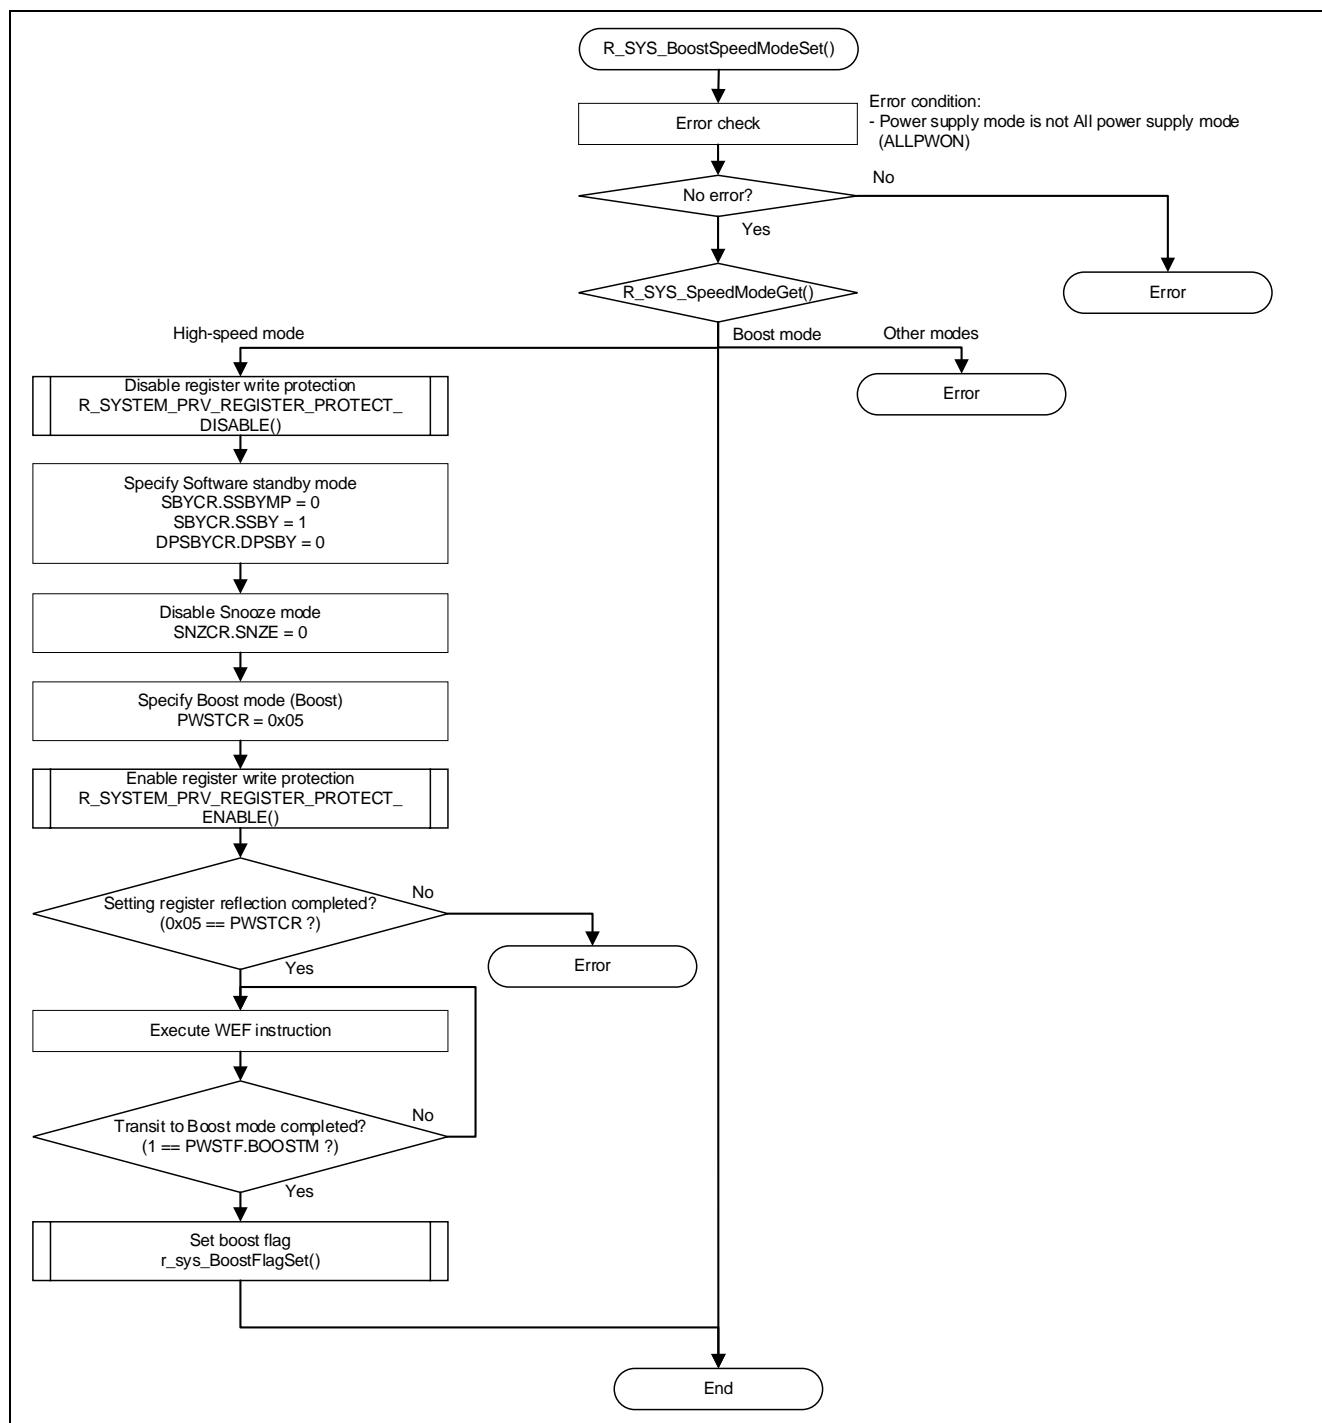 R_SYS_BoostSpeedModeSet()
Error check
Error condition:
- Power supply mode is not All power supply mode
(ALLPWON)
No error?
No
Yes
Error
R_SYS_SpeedModeGet()
High-speed mode
Boost mode
Other modes
Error
Disable register write protection
R_SYSTEM_PRV_REGISTER_PROTECT_
DISABLE()
Specify Software standby mode
SBYCR.SSBYMP = 0
SBYCR.SSBY = 1
DPSBYCR.DPSBY = 0
Disable Snooze mode
SNZCR.SNZE = 0
Specify Boost mode (Boost)
PWSTCR = 0x05
Enable register write protection
R_SYSTEM_PRV_REGISTER_PROTECT_
ENABLE()
Setting register reflection completed?
(0x05 == PWSTCR ?)
No
Error
Yes
Execute WEF instruction
Transit to Boost mode completed?
(1 == PWSTF.BOOSTM ?)
No
Yes
Set boost flag
r_sys_BoostFlagSet()
End